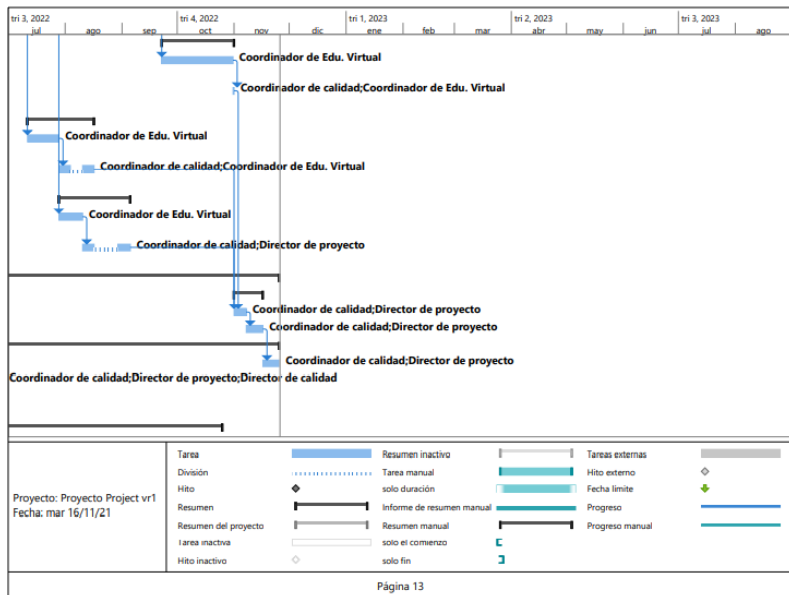 tri 3, 2022 tri 4, 2022 tri 1, 2023 tri 2, 2023 tri 3, 2023
jul ago sep oct nov dic ene feb mar abr may jun jul ago
Coordinador de Edu. Virtual
Coordinador de calidad;Coordinador de Edu. Virtual
Coordinador de Edu. Virtual
Coordinador de calidad;Coordinador de Edu. Virtual
Coordinador de Edu. Virtual
Coordinador de calidad;Director de proyecto
Coordinador de calidad;Director de proyecto
Coordinador de calidad;Director de proyecto
Coordinador de calidad;Director de proyecto
Coordinador de calidad;Director de proyecto;Director de calidad
Proyecto: Proyecto Project vr1
Fecha: mar 16/11/21
Tarea Resumen inactivo Tareas externas
División Tarea manual Hito externo
Hito solo duración Fecha límite
Resumen Informe de resumen manual Progreso
Resumen del proyecto Resumen manual Progreso manual
Tarea inactiva solo el comienzo
Hito inactivo solo fin
Página 13